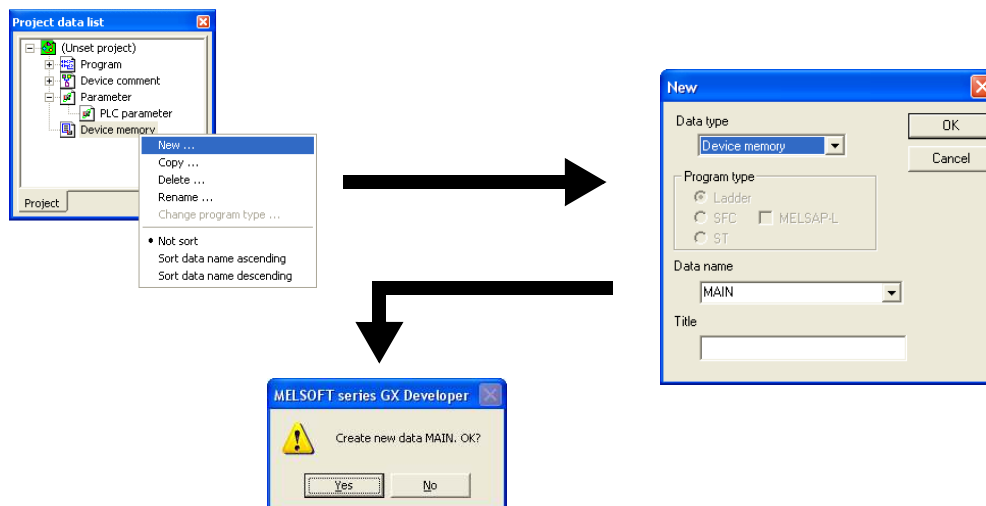 Project data list
(Unset project)
Program
Device comment
Parameter
PLC parameter
Device memory
New ...
Copy ...
Delete ...
Rename ...
Change program type ...
Not sort
Sort data name ascending
Sort data name descending
Project
New
Data type
Device memory
OK
Cancel
Program type
Ladder
SFC MELSAP-L
ST
Data name
MAIN
Title
MELSOFT series GX Developer
Create new data MAIN. OK?
Yes No